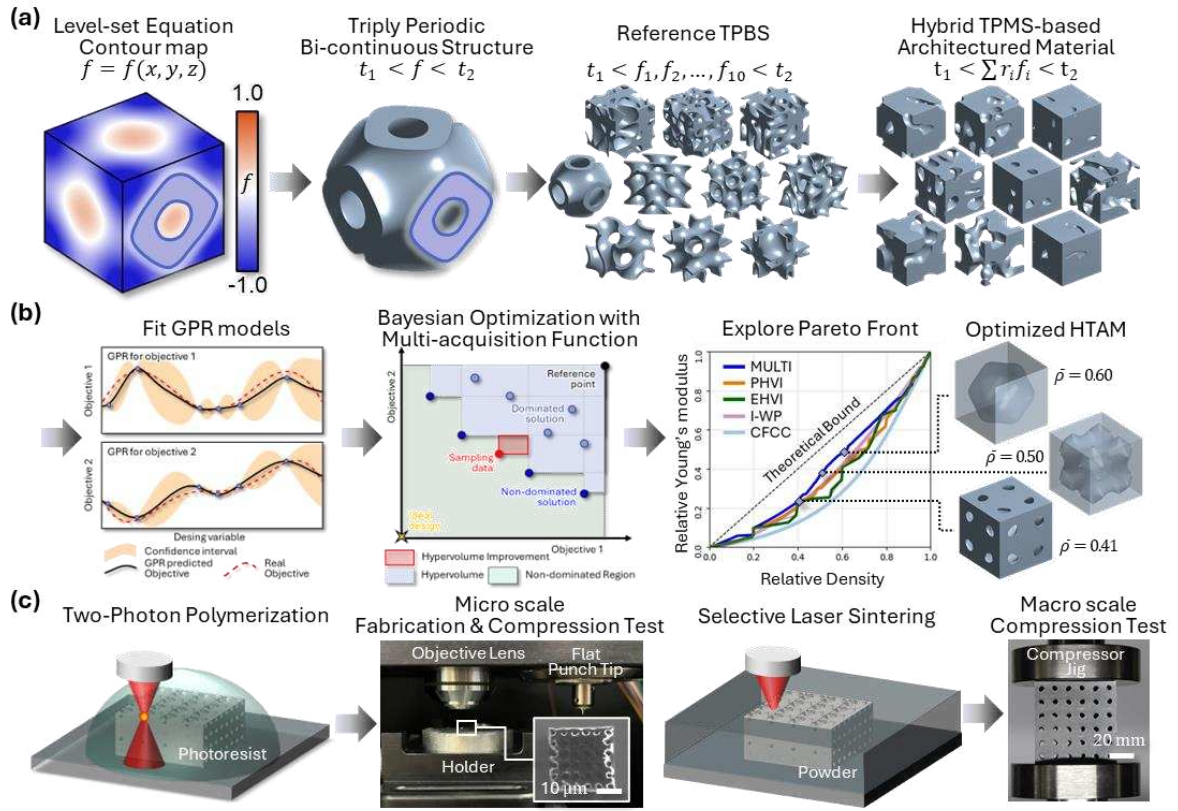 (a)
Level-set Equation
Contour map
f = f(x, y, z)
1.0
f
-1.0
Triply Periodic
Bi-continuous Structure
t₁ < f < t₂
Reference TPBS
t₁ < f₁, f₂, ..., f₁₀ < t₂
Hybrid TPMS-based
Architectured Material
t₁ < ∑ rᵢfᵢ < t₂
(b)
Fit GPR models
GPR for objective 1
Objective 1
GPR for objective 2
Objective 2
Desing variable
Confidence interval
GPR predicted
Objective
Real
Objective
Bayesian Optimization with
Multi-acquisition Function
Objective 2
Reference
point
Dominated
solution
Sampling
data
Non-dominated
solution
Ideal
design
Objective 1
Hypervolume Improvement
Hypervolume
Non-dominated Region
Explore Pareto Front
Relative Young's modulus
1.0
0.8
0.6
0.4
0.2
0.0
MULTI
PHVI
EHVI
I-WP
CFCC
Theoretical Bound
0.0 0.2 0.4 0.6 0.8 1.0
Relative Density
Optimized HTAM
ρ̄ = 0.60
ρ̄ = 0.50
ρ̄ = 0.41
(c)
Two-Photon Polymerization
Photoresist
Micro scale
Fabrication & Compression Test
Objective Lens
Flat
Punch Tip
Holder
10 μm
Selective Laser Sintering
Powder
Macro scale
Compression Test
Compressor
Jig
20 mm